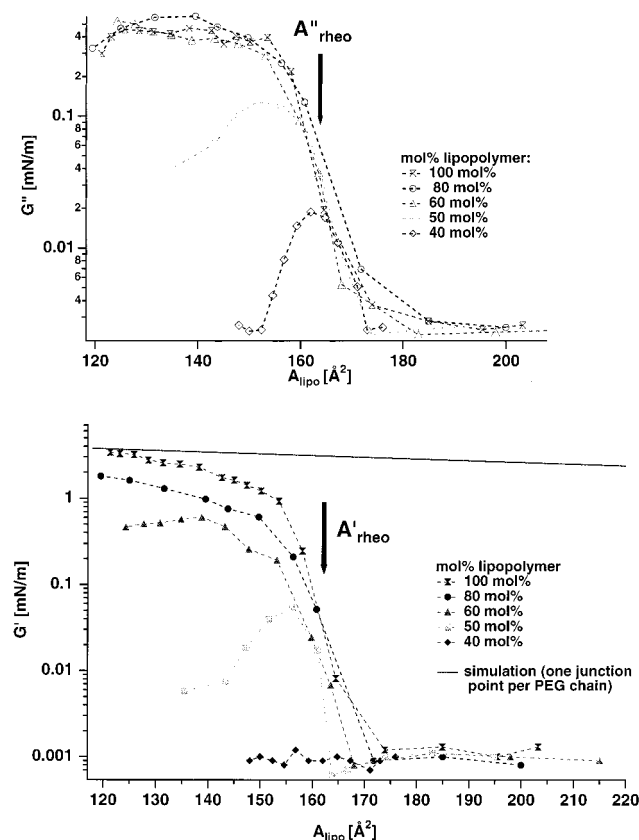 A''rheo
4
2
0.1
8
6
4
2
0.01
8
6
4
G'' [mN/m]
mol% lipopolymer:
100 mol%
80 mol%
60 mol%
50 mol%
40 mol%
120 140 160 180 200
Alipo [Å²]
1
0.1
0.01
0.001
G' [mN/m]
A'rheo
mol% lipopolymer
100 mol%
80 mol%
60 mol%
50 mol%
40 mol%
simulation (one junction
point per PEG chain)
120 130 140 150 160 170 180 190 200 210 220
Alipo [Å²]